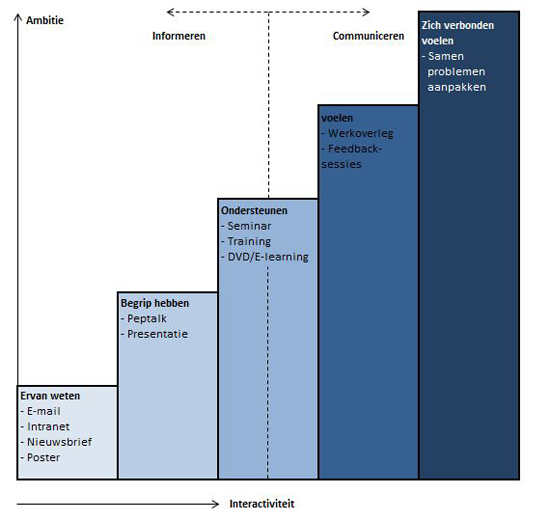 Ambitie
Informeren
Communiceren
Zich verbonden
voelen
- Samen
problemen
aanpakken
voelen
- Werkoverleg
- Feedback-
sessies
Ondersteunen
- Seminar
- Training
- DVD/E-learning
Begrip hebben
- Peptalk
- Presentatie
Ervan weten
- E-mail
- Intranet
- Nieuwsbrief
- Poster
Interactiviteit